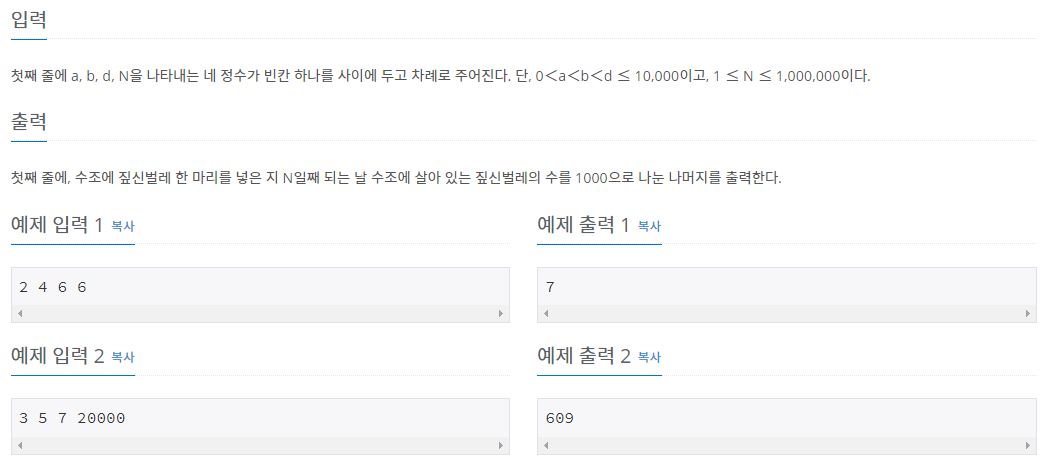 입력
첫째 줄에 a, b, d, N을 나타내는 네 정수가 빈칸 하나를 사이에 두고 차례로 주어진다. 단, 0<a<b<d ≤ 10,000이고, 1 ≤ N ≤ 1,000,000이다.
출력
첫째 줄에, 수조에 짚신벌레 한 마리를 넣은 지 N일째 되는 날 수조에 살아 있는 짚신벌레의 수를 1000으로 나눈 나머지를 출력한다.
예제 입력 1 복사
예제 출력 1 복사
2 4 6 6
7
예제 입력 2 복사
예제 출력 2 복사
3 5 7 20000
609